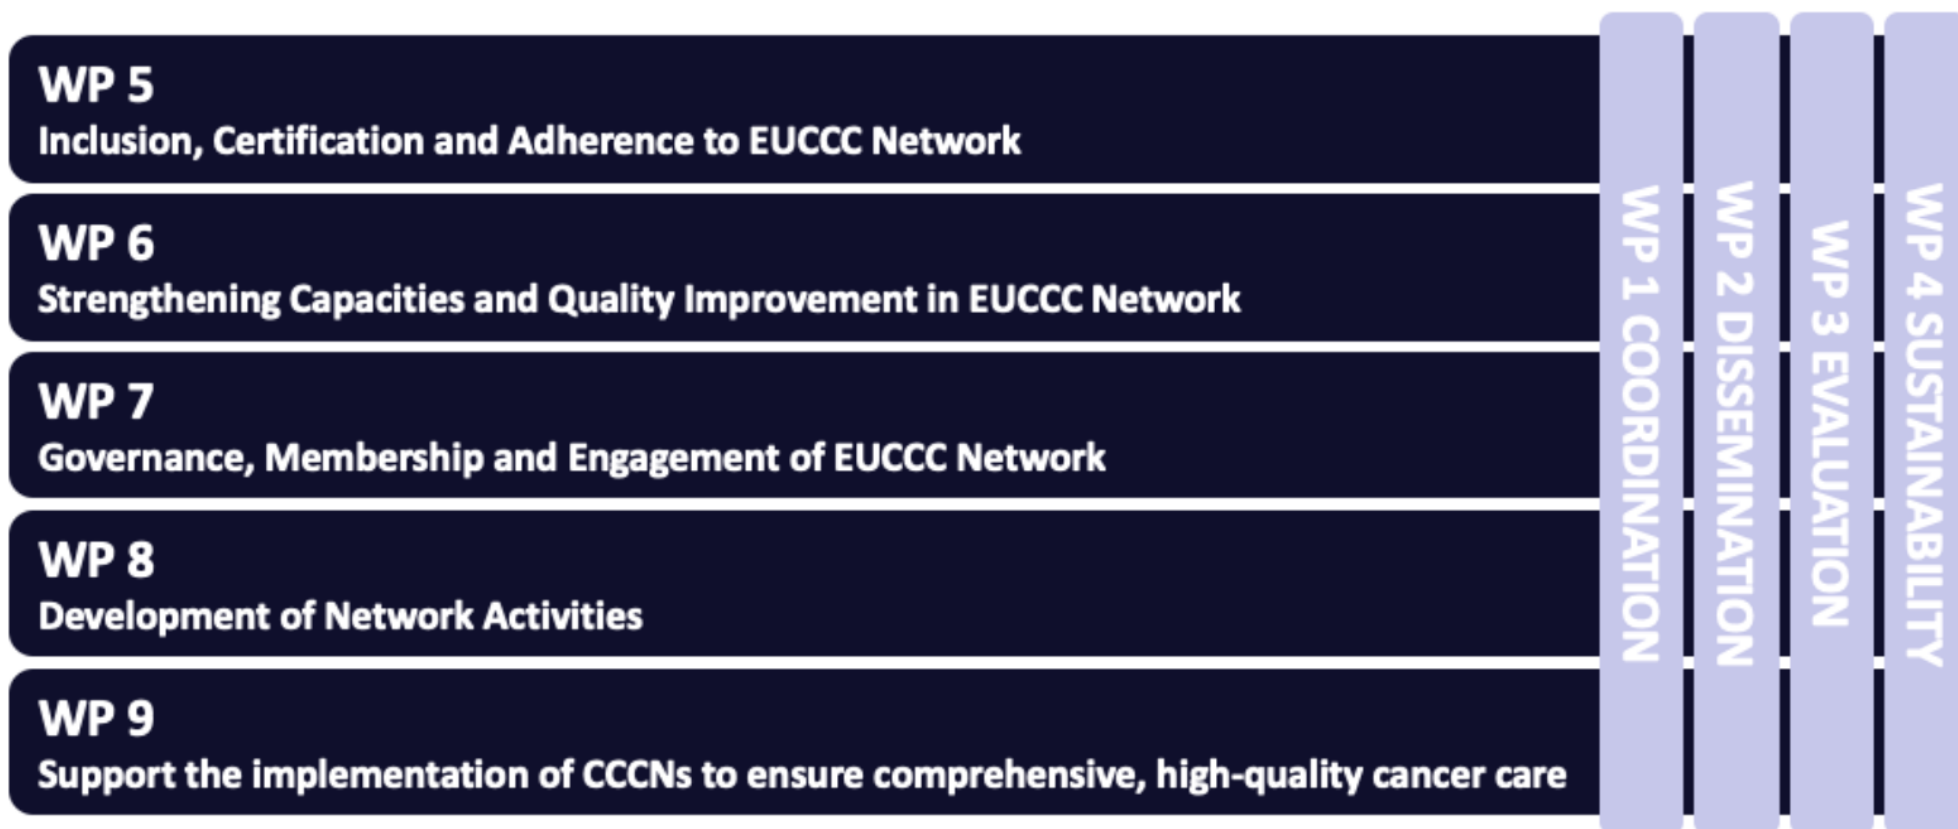 WP 5
Inclusion, Certification and Adherence to EUCCC Network
WP 6
Strengthening Capacities and Quality Improvement in EUCCC Network
WP 7
Governance, Membership and Engagement of EUCCC Network
WP 8
Development of Network Activities
WP 9
Support the implementation of CCCNs to ensure comprehensive, high-quality cancer care
WP 1 COORDINATION
WP 2 DISSEMINATION
WP 3 EVALUATION
WP 4 SUSTAINABILITY